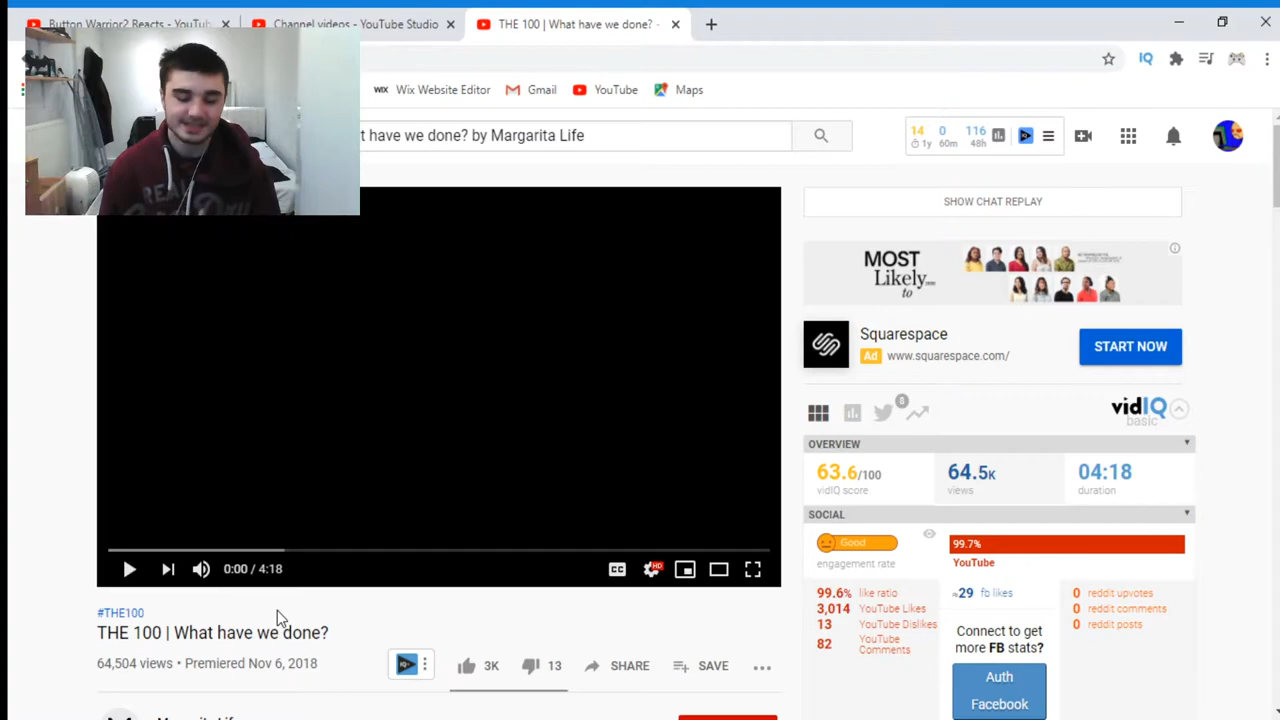 Button Warrior2 Reacts - YouTub
Channel videos - YouTube Studio
THE 100 | What have we done? -
IQ
WIX Wix Website Editor
Gmail
YouTube
Maps
t have we done? by Margarita Life
14 0 116
1y 60m 48h
SHOW CHAT REPLAY
MOST
Likely
to
Squarespace
Ad www.squarespace.com/
START NOW
8
vidIQ
basic
OVERVIEW
63.6/100
vidIQ score
64.5K
views
04:18
duration
SOCIAL
Good
engagement rate
99.7%
YouTube
99.6% like ratio
3,014 YouTube Likes
13 YouTube Dislikes
82 YouTube Comments
≈29 fb likes
Connect to get
more FB stats?
Auth
Facebook
0 reddit upvotes
0 reddit comments
0 reddit posts
0:00 / 4:18
CC
HD
#THE100
THE 100 | What have we done?
64,504 views • Premiered Nov 6, 2018
3K
13
SHARE
SAVE